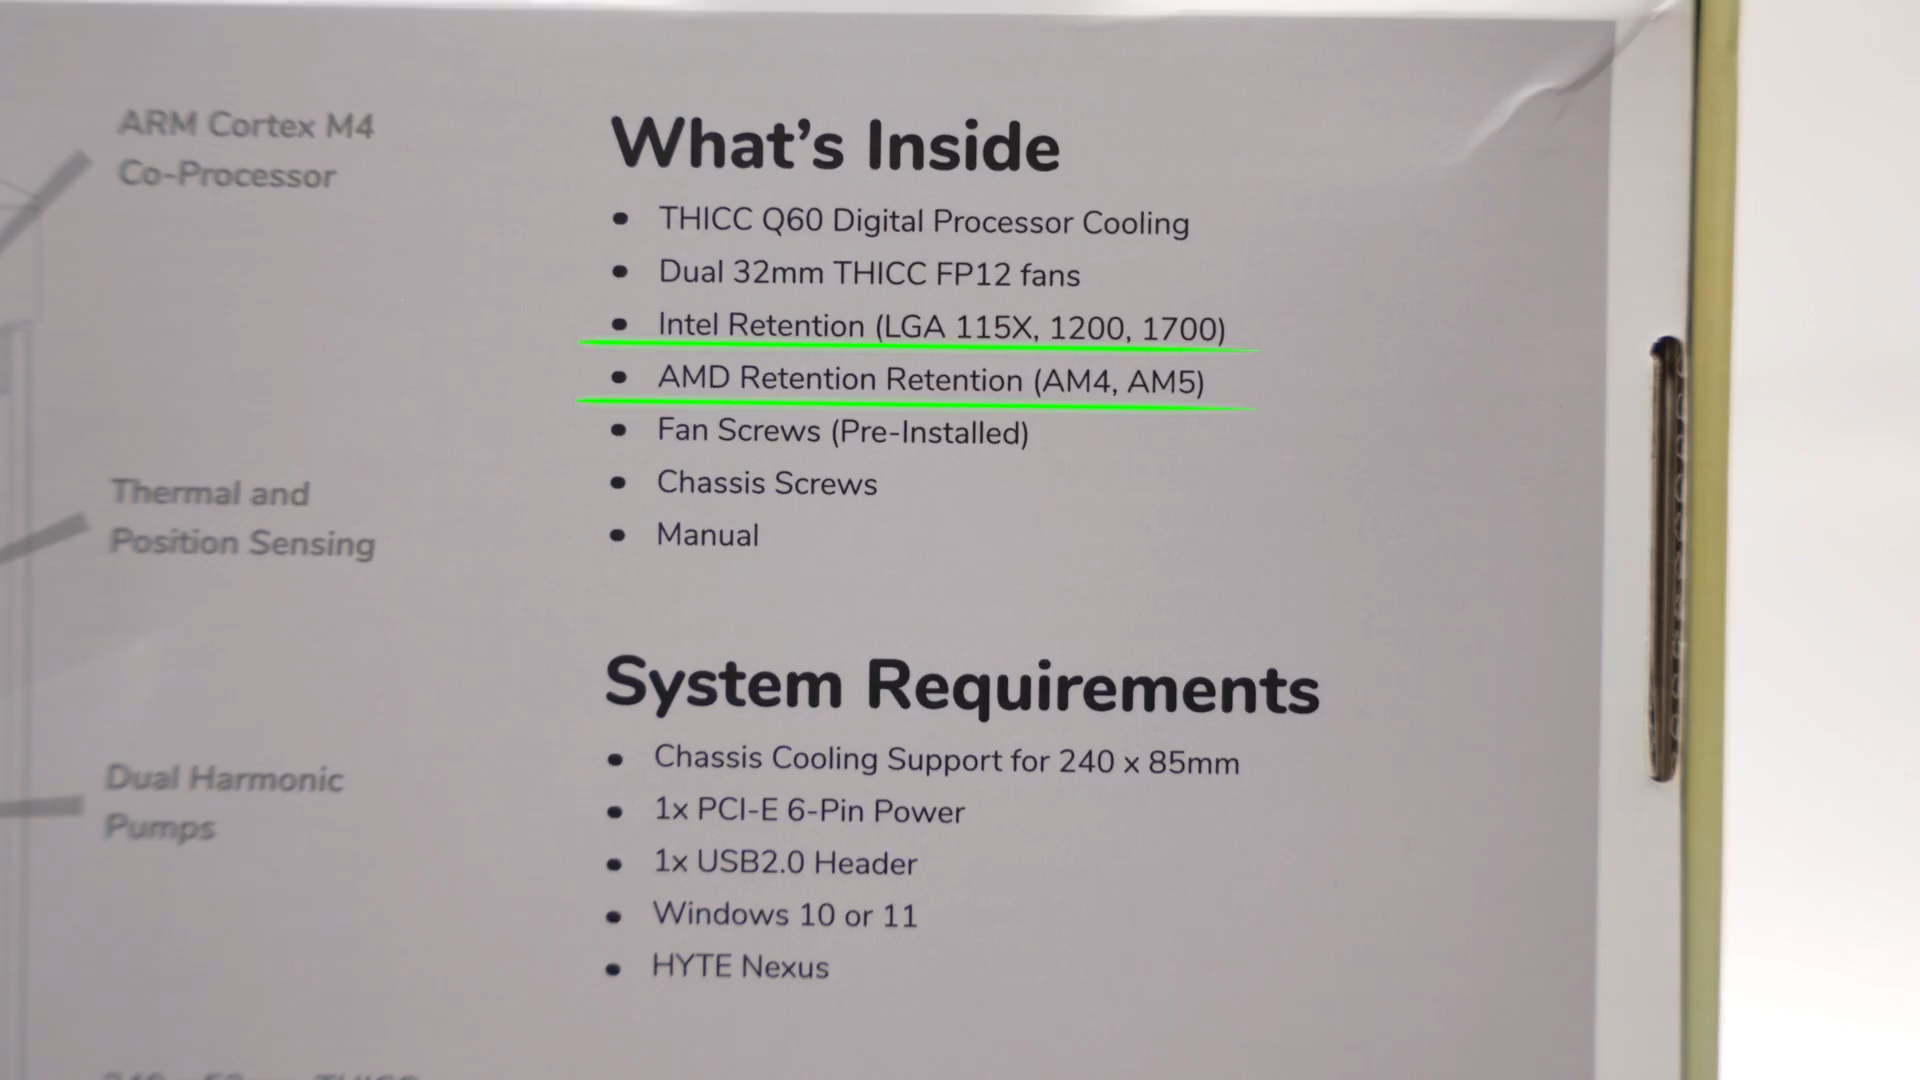 ARM Cortex M4
Co-Processor
Thermal and
Position Sensing
Dual Harmonic
Pumps
What's Inside
• THICC Q60 Digital Processor Cooling
• Dual 32mm THICC FP12 fans
• Intel Retention (LGA 115X, 1200, 1700)
• AMD Retention Retention (AM4, AM5)
• Fan Screws (Pre-Installed)
• Chassis Screws
• Manual
System Requirements
• Chassis Cooling Support for 240 x 85mm
• 1x PCI-E 6-Pin Power
• 1x USB2.0 Header
• Windows 10 or 11
• HYTE Nexus